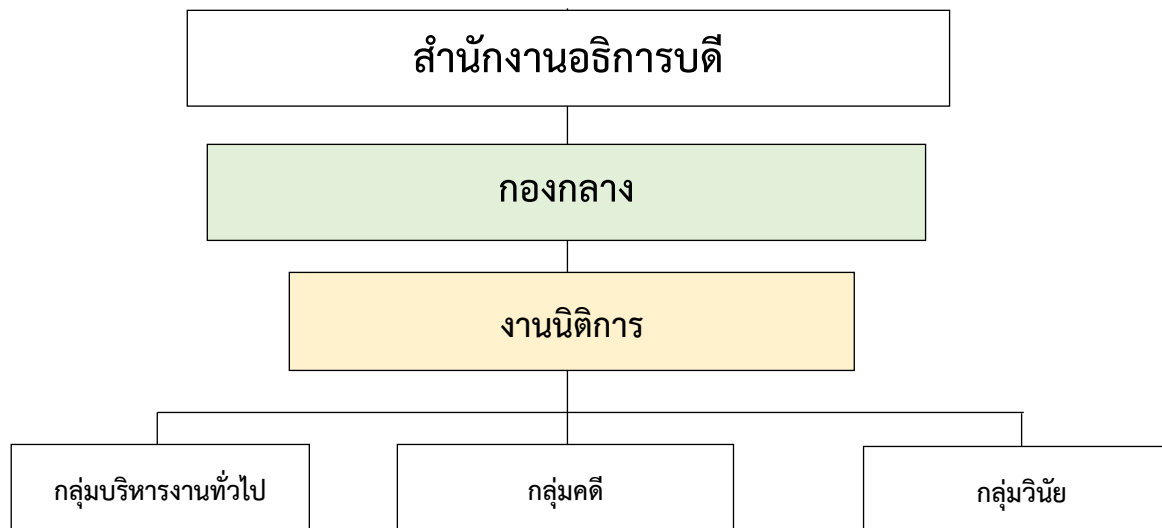 สำนักงานอธิการบดี
กองกลาง
งานนิติการ
กลุ่มบริหารงานทั่วไป
กลุ่มคดี
กลุ่มวินัย